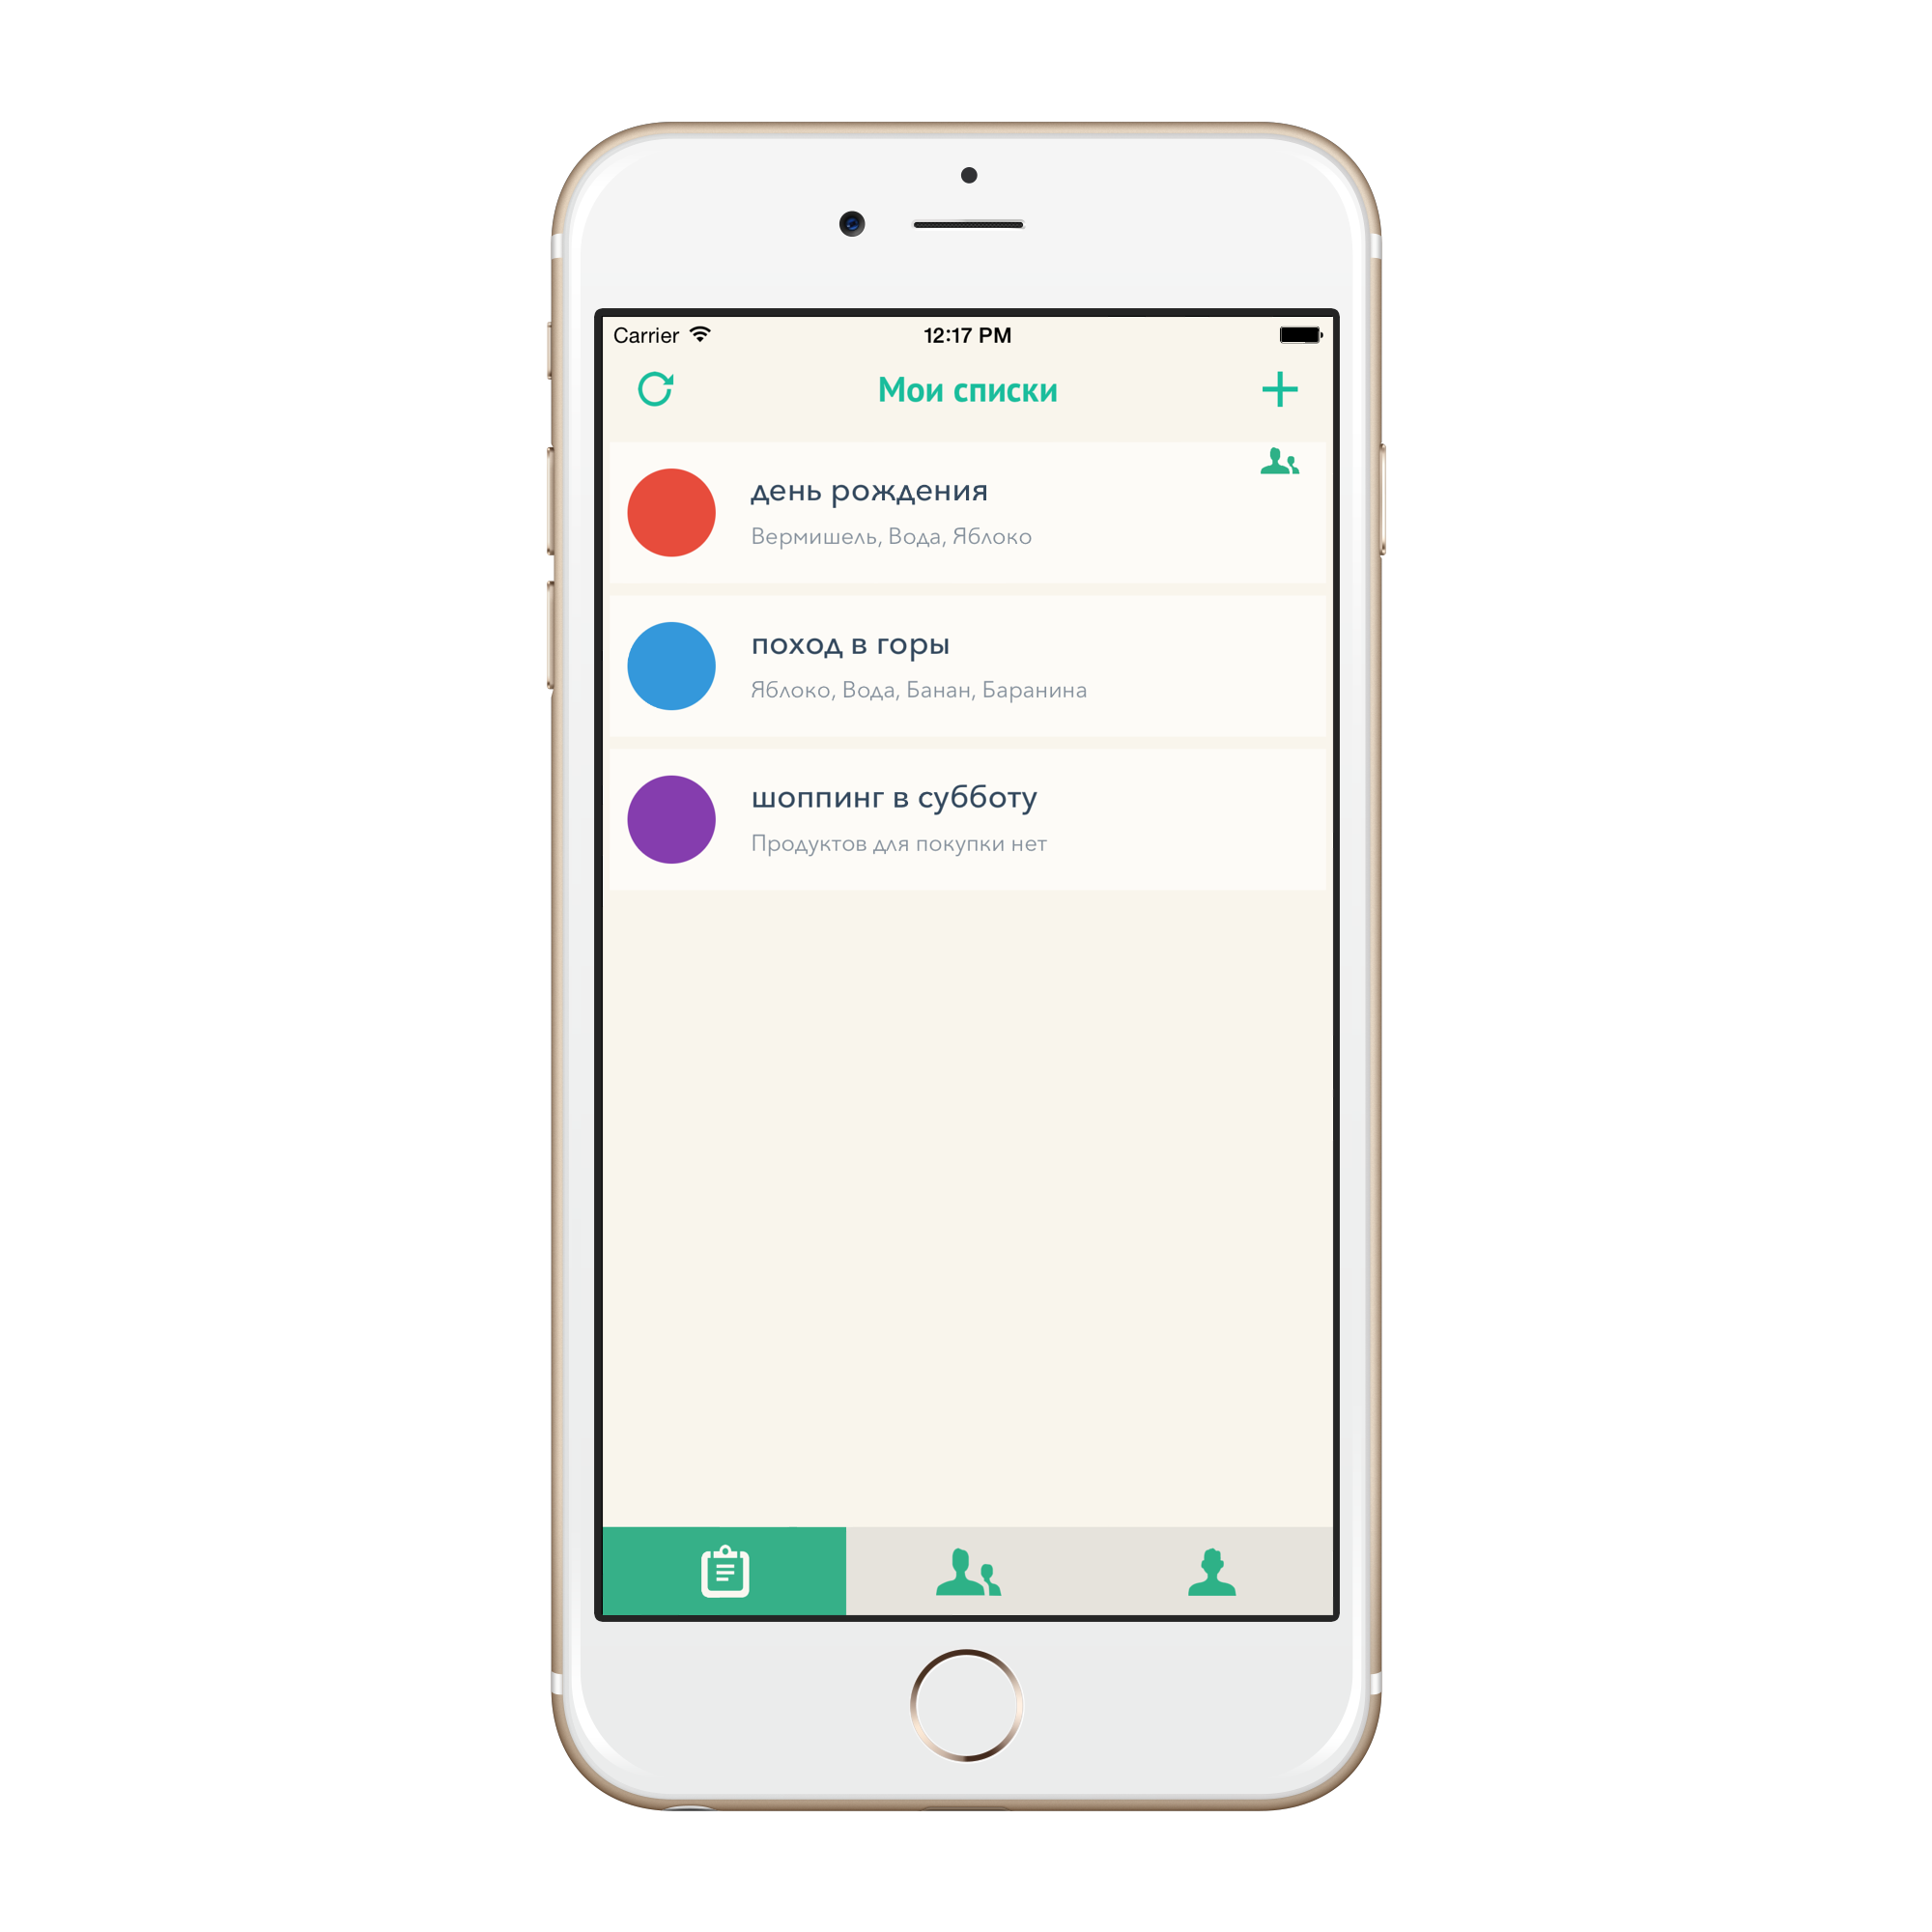 Carrier 12:17 PM
Мои списки
день рождения
Вермишель, Вода, Яблоко
поход в горы
Яблоко, Вода, Банан, Баранина
шоппинг в субботу
Продуктов для покупки нет